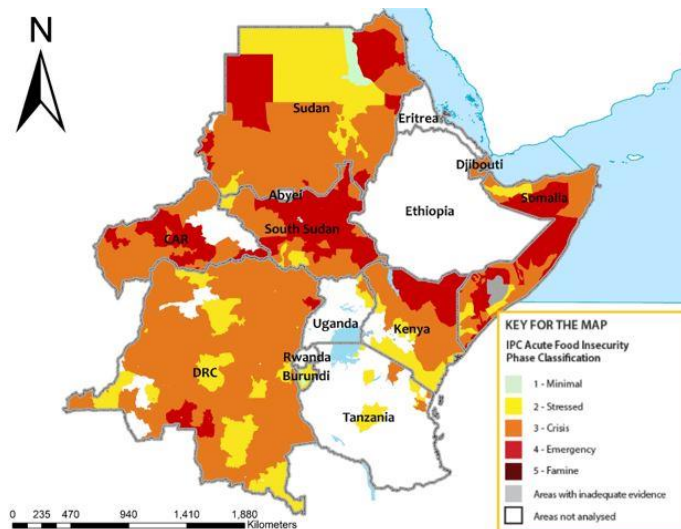 N
Sudan
Eritrea
Djibouti
Abyei
Somalia
Ethiopia
South Sudan
CAR
Uganda
Kenya
Rwanda
Burundi
DRC
Tanzania
KEY FOR THE MAP
IPC Acute Food Insecurity
Phase Classification
1 - Minimal
2 - Stressed
3 - Crisis
4 - Emergency
5 - Famine
Areas with inadequate evidence
Areas not analysed
0 235 470 940 1,410 1,880
Kilometers